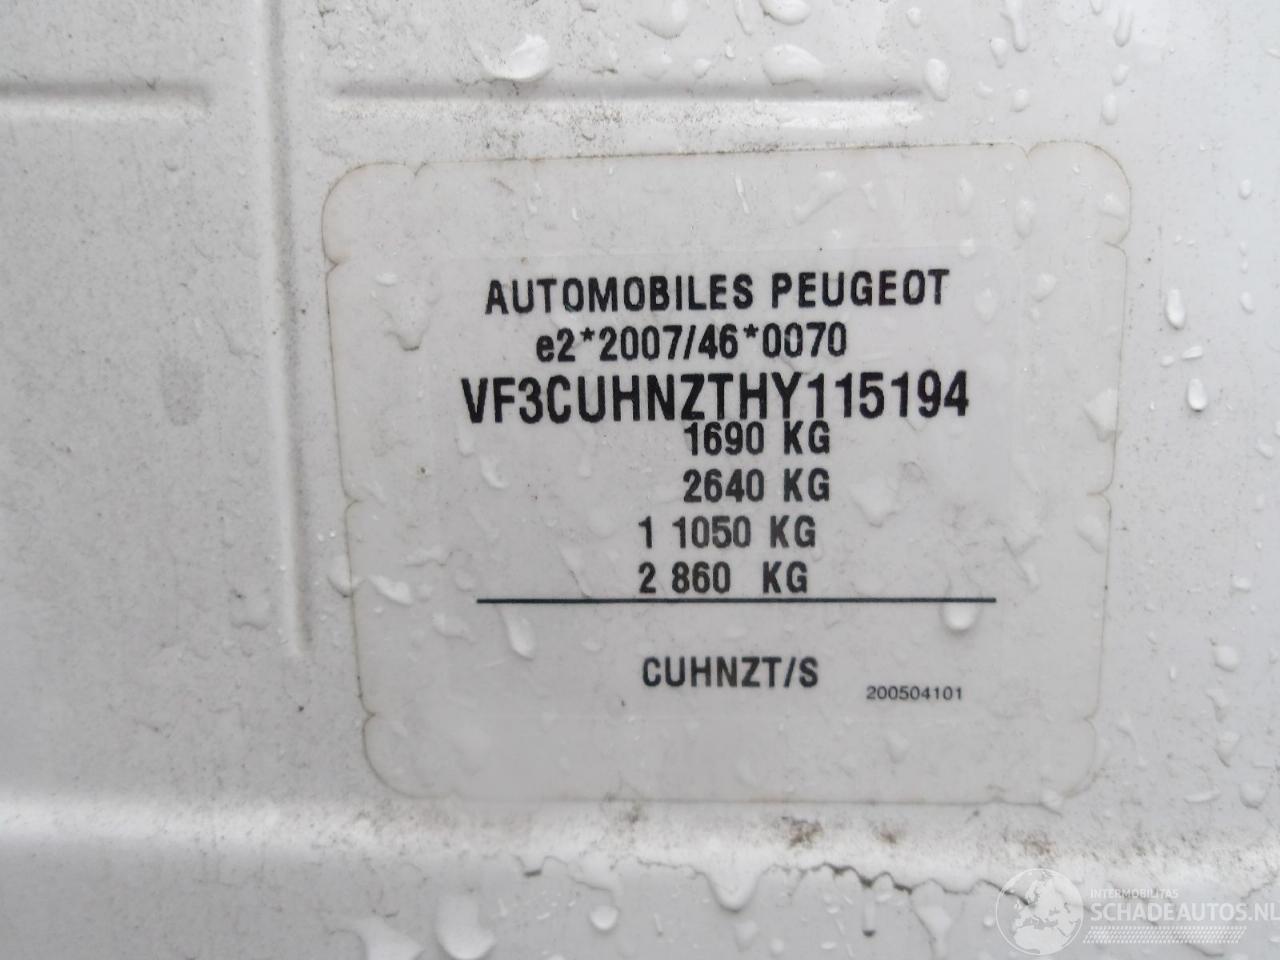 AUTOMOBILES PEUGEOT
e2*2007/46*0070
VF3CUHNZTHY115194
1690 KG
2640 KG
1 1050 KG
2 860 KG
CUHNZT/S
200504101
INTERMOBILITAS
SCHADEAUTOS.NL